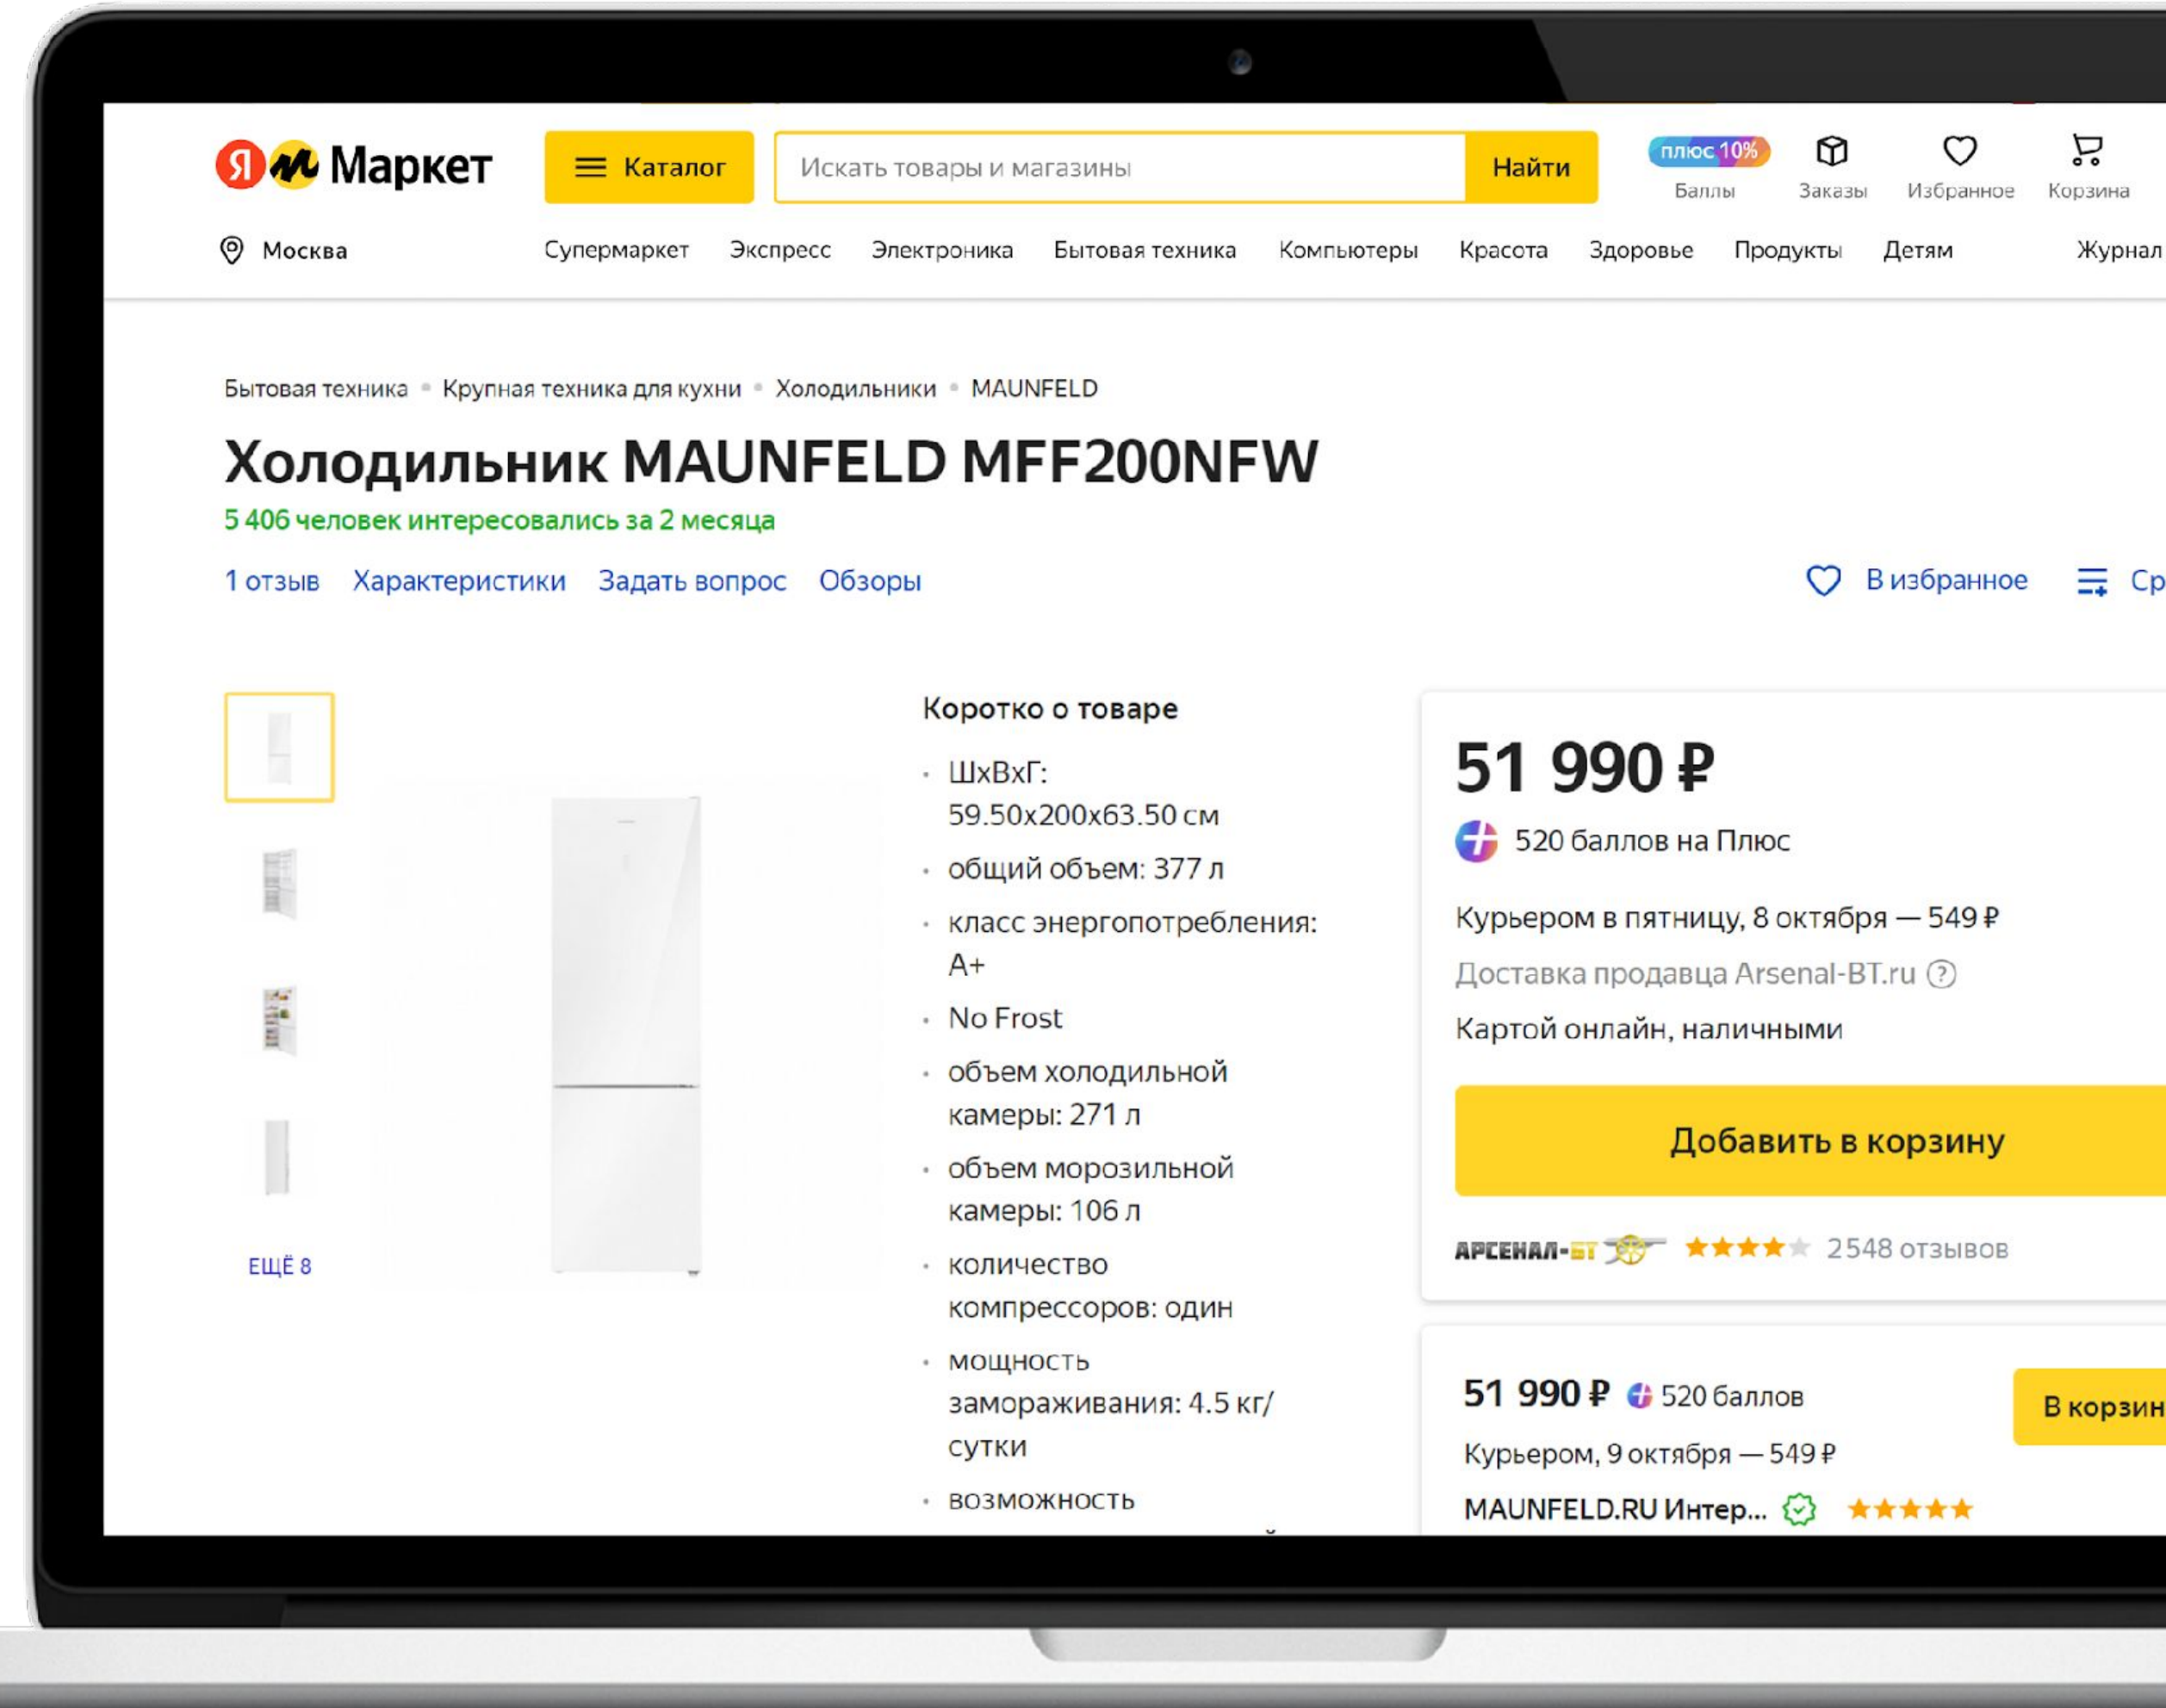 Я м Маркет
Каталог
Искать товары и магазины
Найти
плюс 10%
Баллы
Заказы
Избранное
Корзина
Москва
Супермаркет Экспресс Электроника Бытовая техника Компьютеры Красота Здоровье Продукты Детям Журнал
Бытовая техника • Крупная техника для кухни • Холодильники • MAUNFELD
Холодильник MAUNFELD MFF200NFW
5 406 человек интересовались за 2 месяца
1 отзыв Характеристики Задать вопрос Обзоры
В избранное
Ср
ЕЩЁ 8
Коротко о товаре
• ШхВхГ:
59.50х200х63.50 см
• общий объем: 377 л
• класс энергопотребления:
A+
• No Frost
• объем холодильной
камеры: 271 л
• объем морозильной
камеры: 106 л
• количество
компрессоров: один
• мощность
замораживания: 4.5 кг/
сутки
• возможность
51 990 ₽
520 баллов на Плюс
Курьером в пятницу, 8 октября — 549 ₽
Доставка продавца Arsenal-BT.ru ?
Картой онлайн, наличными
Добавить в корзину
АРСЕНАЛ-БТ
2 548 отзывов
51 990 ₽ 520 баллов
В корзин
Курьером, 9 октября — 549 ₽
MAUNFELD.RU Интер...